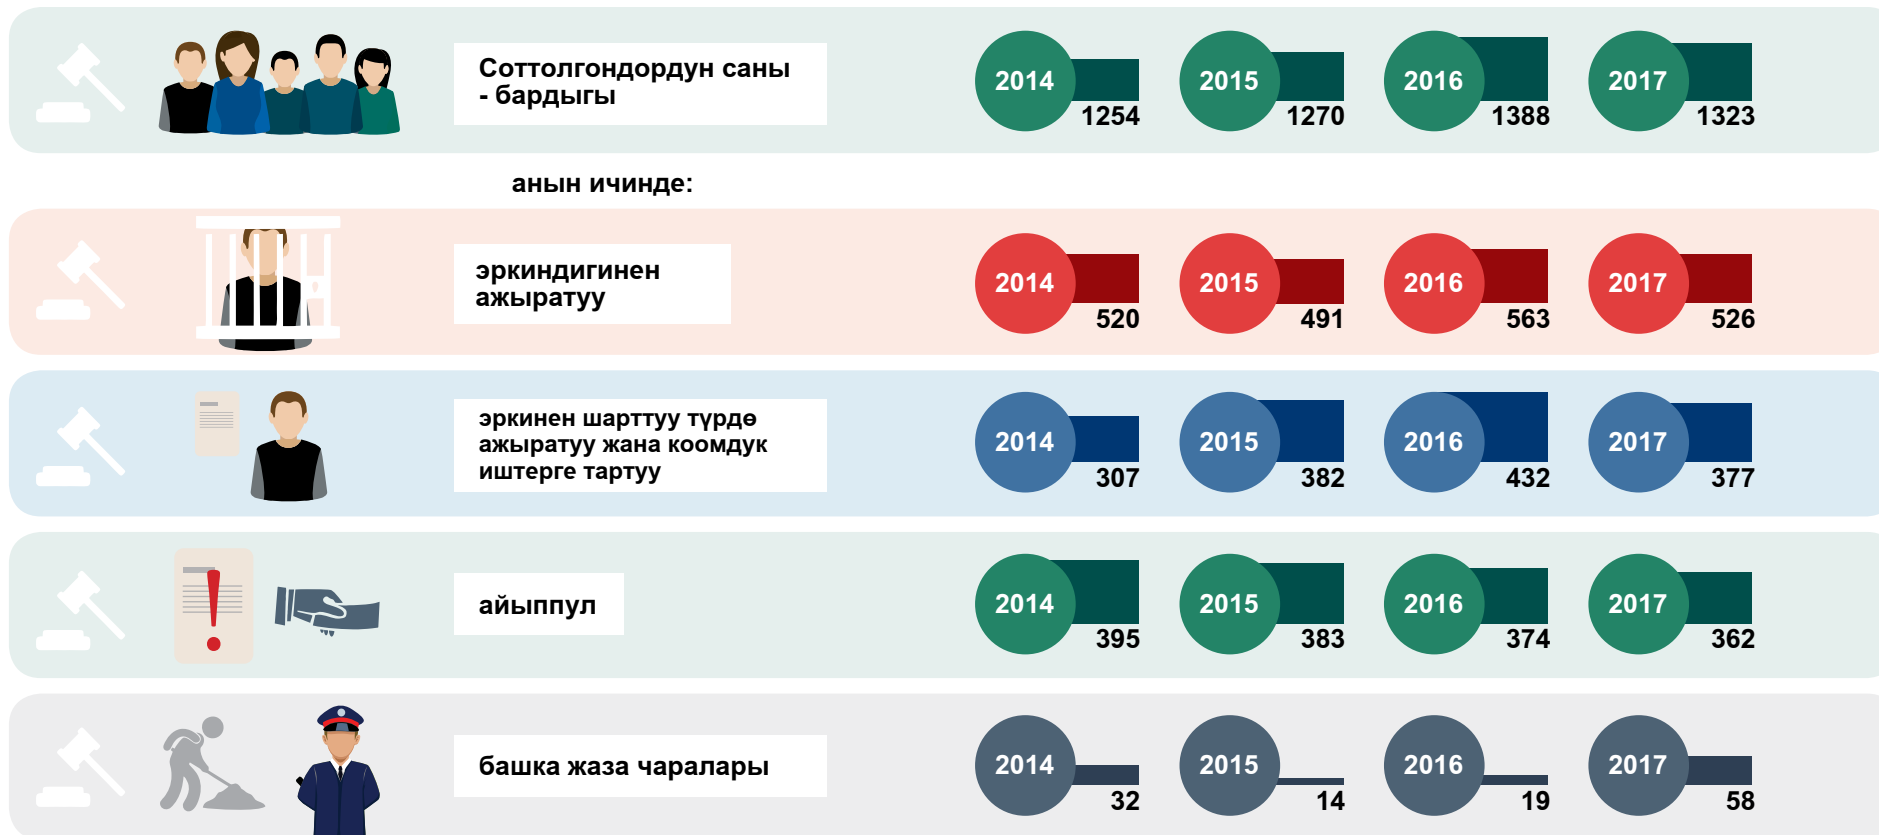 Соттолгондордун саны
- бардыгы
2014 2015 2016 2017
1254 1270 1388 1323
анын ичинде:
эркиндигинен
ажыратуу
2014 2015 2016 2017
520 491 563 526
эркинен шарттуу түрдө
ажыратуу жана коомдук
иштерге тартуу
2014 2015 2016 2017
307 382 432 377
айыппул
2014 2015 2016 2017
395 383 374 362
башка жаза чаралары
2014 2015 2016 2017
32 14 19 58